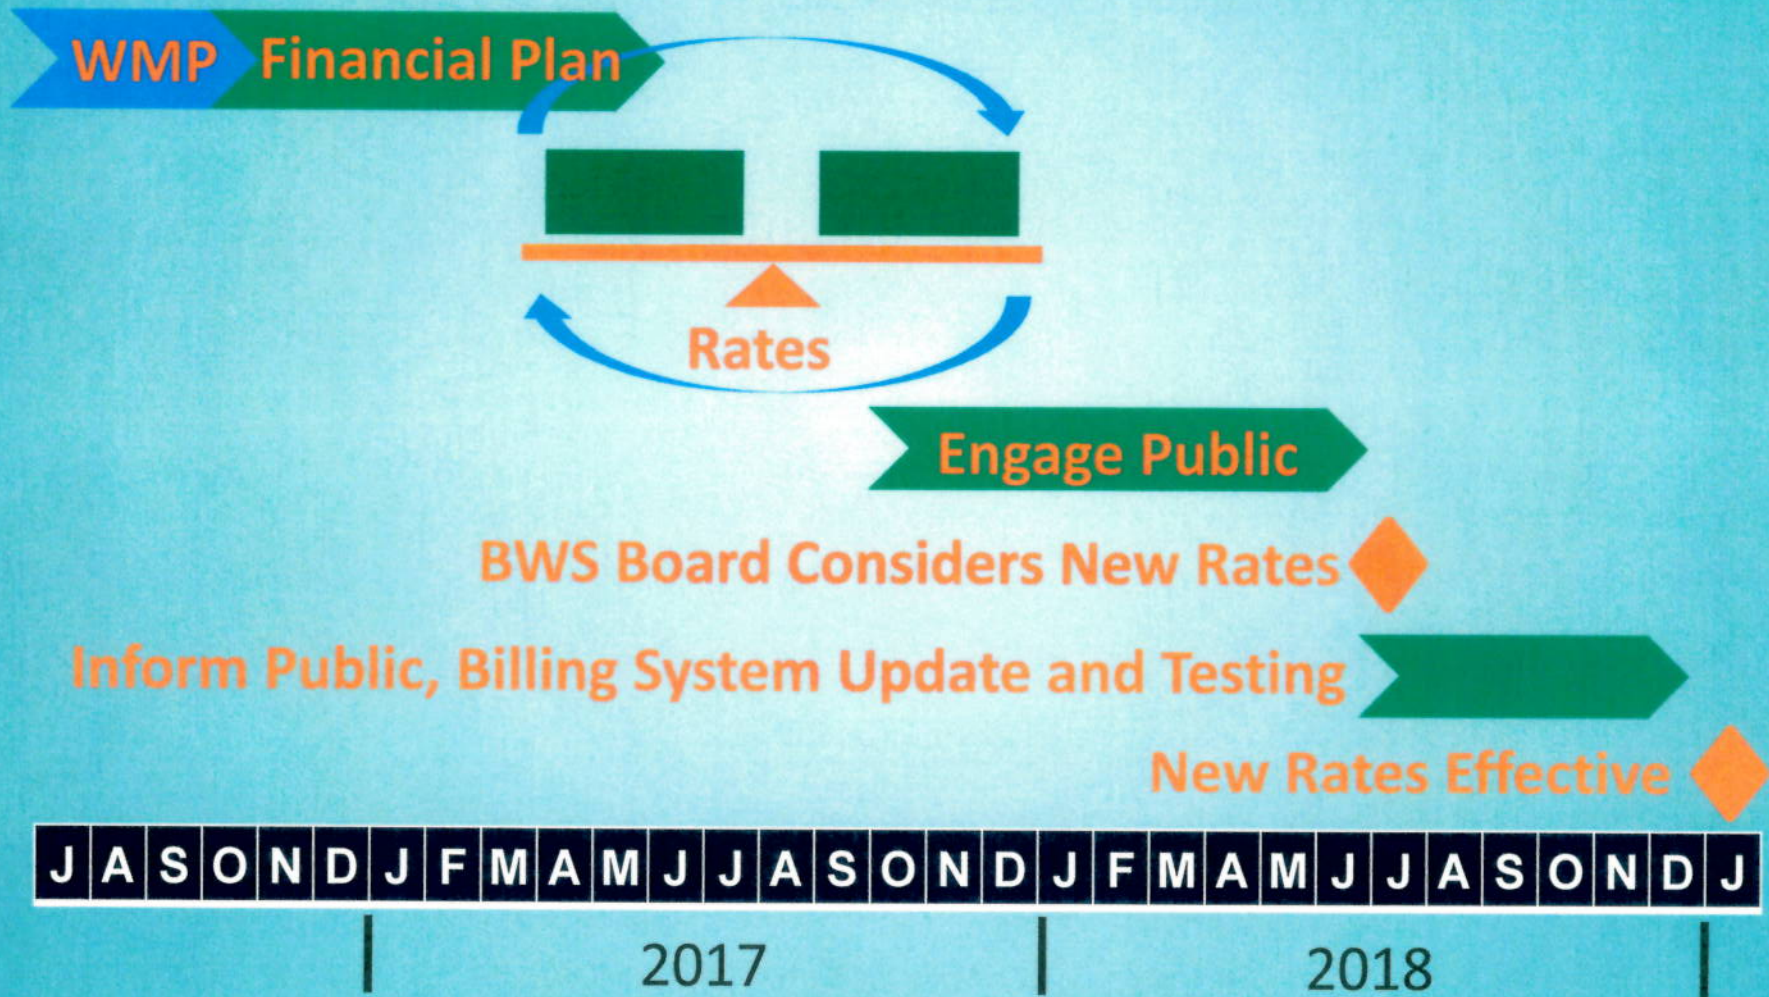 WMP Financial Plan
Rates
Engage Public
BWS Board Considers New Rates
Inform Public, Billing System Update and Testing
New Rates Effective
J A S O N D J F M A M J J A S O N D J F M A M J J A S O N D J
2017 2018